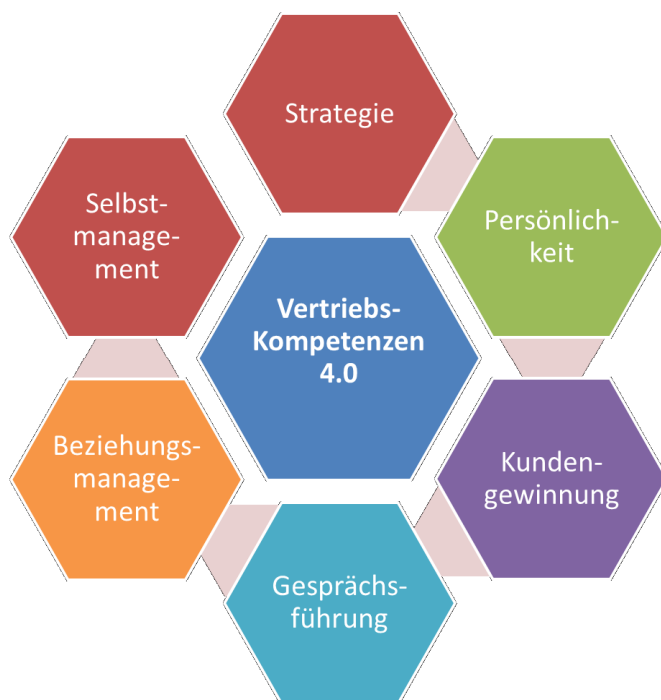 Strategie
Persönlich-
keit
Kunden-
gewinnung
Gesprächs-
führung
Beziehungs-
manage-
ment
Selbst-
manage-
ment
Vertriebs-
Kompetenzen
4.0